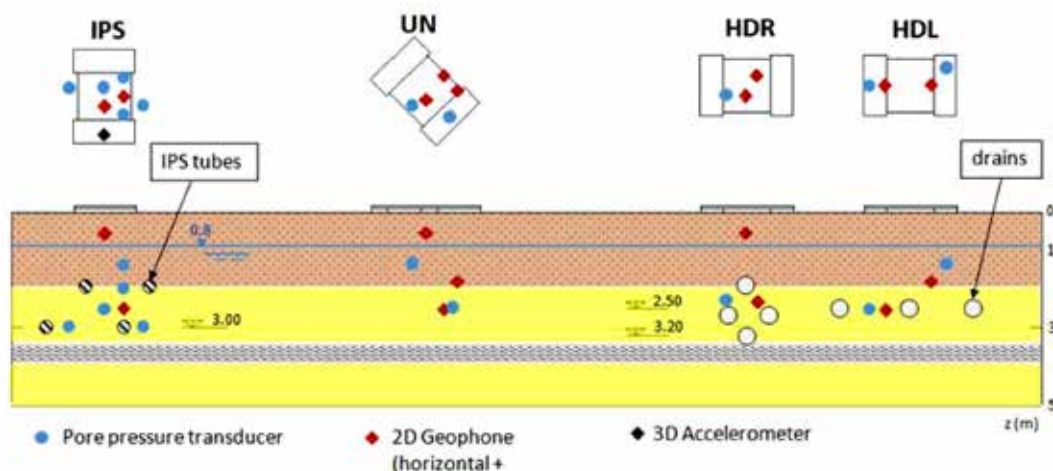 IPS
UN
HDR
HDL
IPS tubes
drains
0.8
0
1
2.50
3.00
3.20
3
5
z (m)
Pore pressure transducer
2D Geophone
(horizontal +
3D Accelerometer